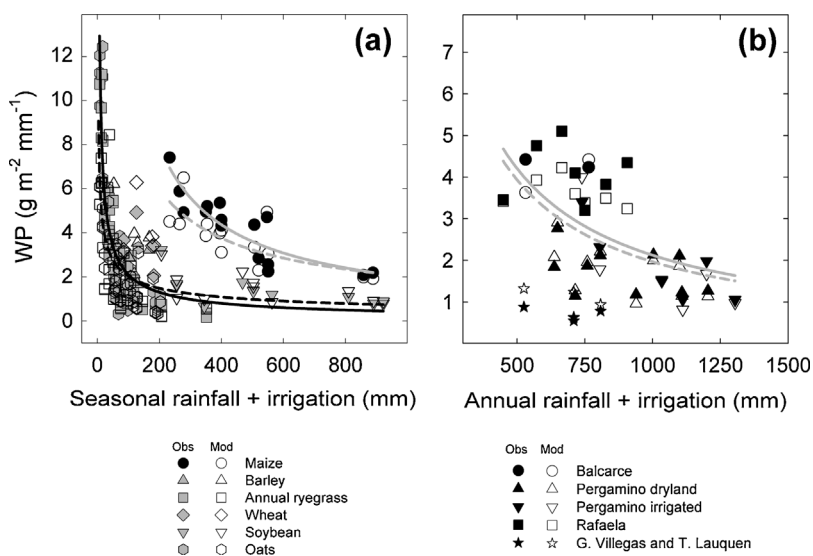 (a)
(b)
WP (g m⁻² mm⁻¹)
12
10
8
6
4
2
0
7
6
5
4
3
2
1
0 200 400 600 800
500 750 1000 1250 1500
Seasonal rainfall + irrigation (mm)
Annual rainfall + irrigation (mm)
Obs Mod
Maize
Barley
Annual ryegrass
Wheat
Soybean
Oats
Obs Mod
Balcarce
Pergamino dryland
Pergamino irrigated
Rafaela
G. Villegas and T. Lauquen